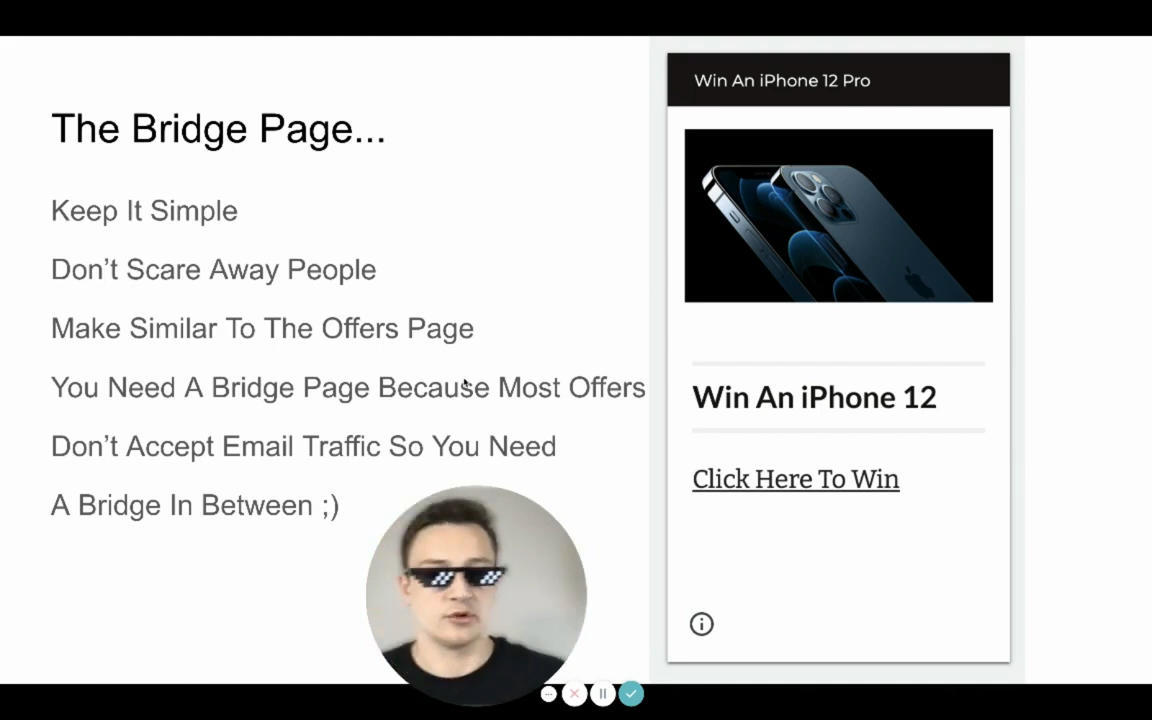 The Bridge Page...
Keep It Simple
Don't Scare Away People
Make Similar To The Offers Page
You Need A Bridge Page Because Most Offers
Don't Accept Email Traffic So You Need
A Bridge In Between ;)
Win An iPhone 12 Pro
Win An iPhone 12
Click Here To Win